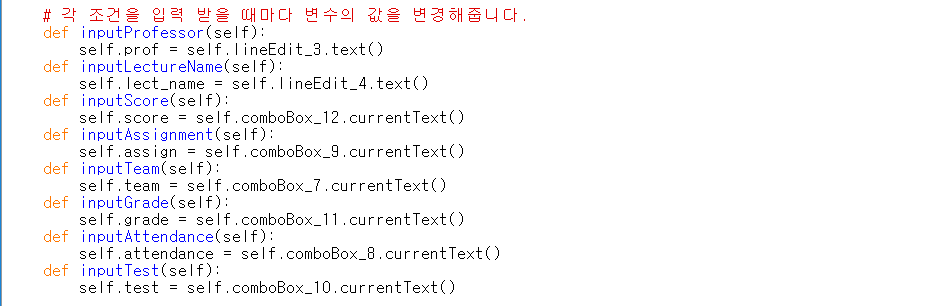 # 각 조건을 입력 받을 때마다 변수의 값을 변경해줍니다.
def inputProfessor(self):
    self.prof = self.lineEdit_3.text()
def inputLectureName(self):
    self.lect_name = self.lineEdit_4.text()
def inputScore(self):
    self.score = self.comboBox_12.currentText()
def inputAssignment(self):
    self.assign = self.comboBox_9.currentText()
def inputTeam(self):
    self.team = self.comboBox_7.currentText()
def inputGrade(self):
    self.grade = self.comboBox_11.currentText()
def inputAttendance(self):
    self.attendance = self.comboBox_8.currentText()
def inputTest(self):
    self.test = self.comboBox_10.currentText()